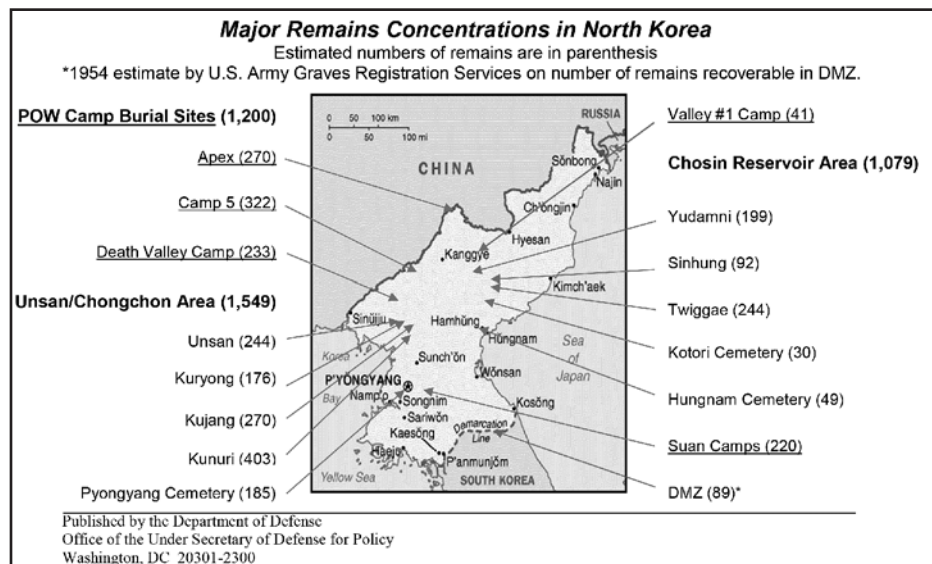 Major Remains Concentrations in North Korea
Estimated numbers of remains are in parenthesis
*1954 estimate by U.S. Army Graves Registration Services on number of remains recoverable in DMZ.
POW Camp Burial Sites (1,200)
Apex (270)
Camp 5 (322)
Death Valley Camp (233)
Unsan/Chongchon Area (1,549)
Unsan (244)
Kuryong (176)
Kujang (270)
Kunuri (403)
Pyongyang Cemetery (185)
0 50 100 km
0 50 100 mi
RUSSIA
CHINA
Sŏnbong
Najin
Ch'ŏngjin
Hyesan
Kanggye
Kimch'aek
Sinŭiju
Hamhŭng
Hŭngnam
Korea
Bay
Sea
of
Japan
Sunch'ŏn
P'YŎNGYANG
Wŏnsan
Namp'o
Songnim
Kosŏng
Sariwŏn
Kaesŏng
Demarcation
Line
Haeju
P'anmunjŏm
Yellow Sea
SOUTH KOREA
Valley #1 Camp (41)
Chosin Reservoir Area (1,079)
Yudamni (199)
Sinhung (92)
Twiggae (244)
Kotori Cemetery (30)
Hungnam Cemetery (49)
Suan Camps (220)
DMZ (89)*
Published by the Department of Defense
Office of the Under Secretary of Defense for Policy
Washington, DC 20301-2300